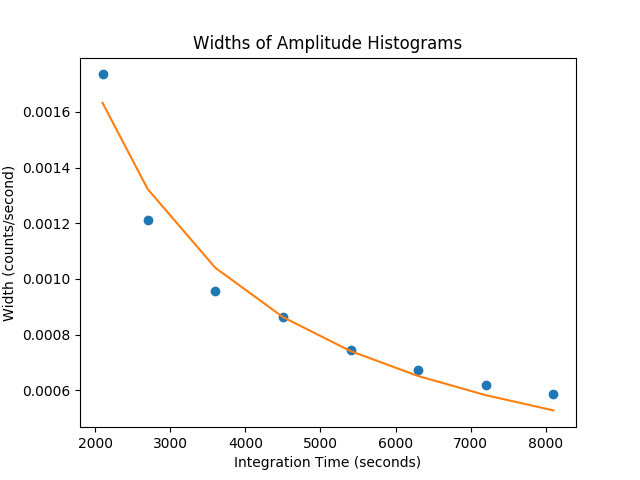 Widths of Amplitude Histograms
Width (counts/second)
0.0016
0.0014
0.0012
0.0010
0.0008
0.0006
2000 3000 4000 5000 6000 7000 8000
Integration Time (seconds)